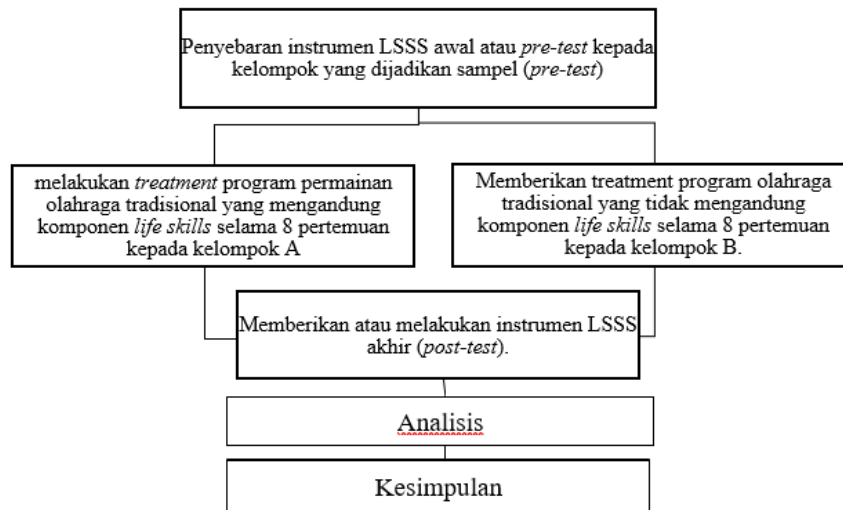 Penyebaran instrumen LSSS awal atau pre-test kepada
kelompok yang dijadikan sampel (pre-test)
melakukan treatment program permainan
olahraga tradisional yang mengandung
komponen life skills selama 8 pertemuan
kepada kelompok A
Memberikan treatment program olahraga
tradisional yang tidak mengandung
komponen life skills selama 8 pertemuan
kepada kelompok B.
Memberikan atau melakukan instrumen LSSS
akhir (post-test).
Analisis
Kesimpulan